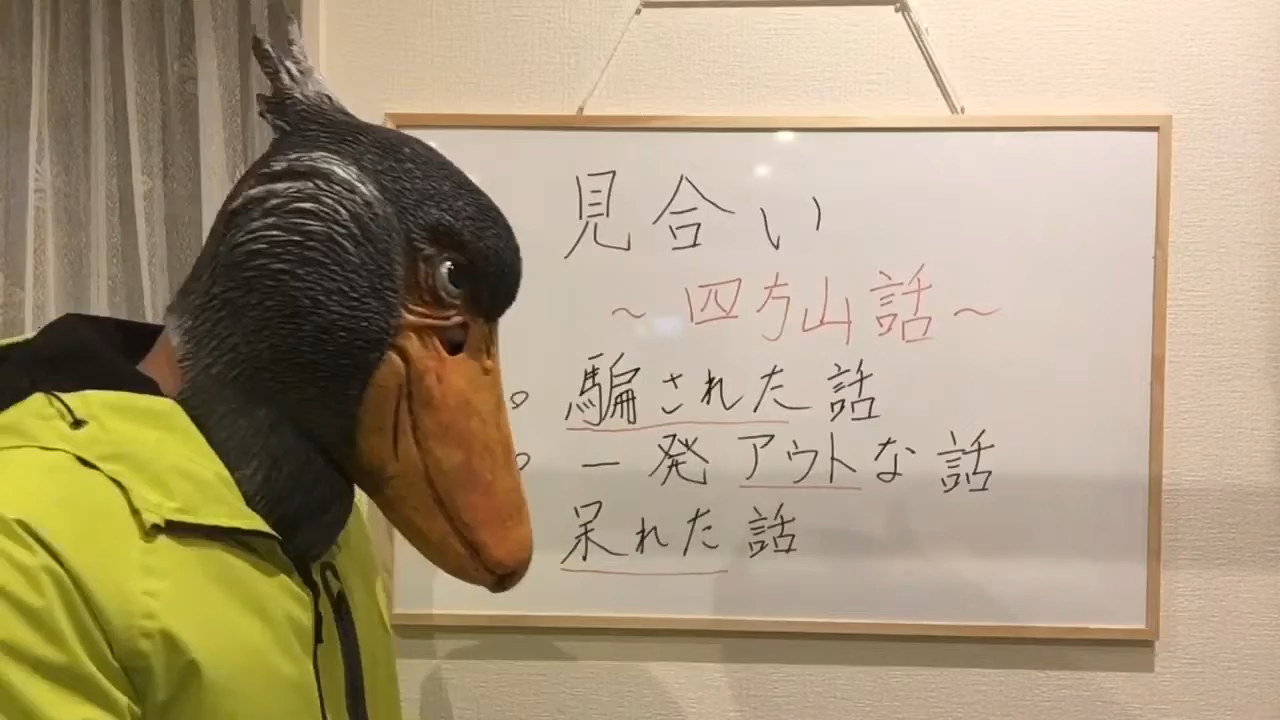 見合い
~四方山話~
。騙された話
。一発アウトな話
呆れた話